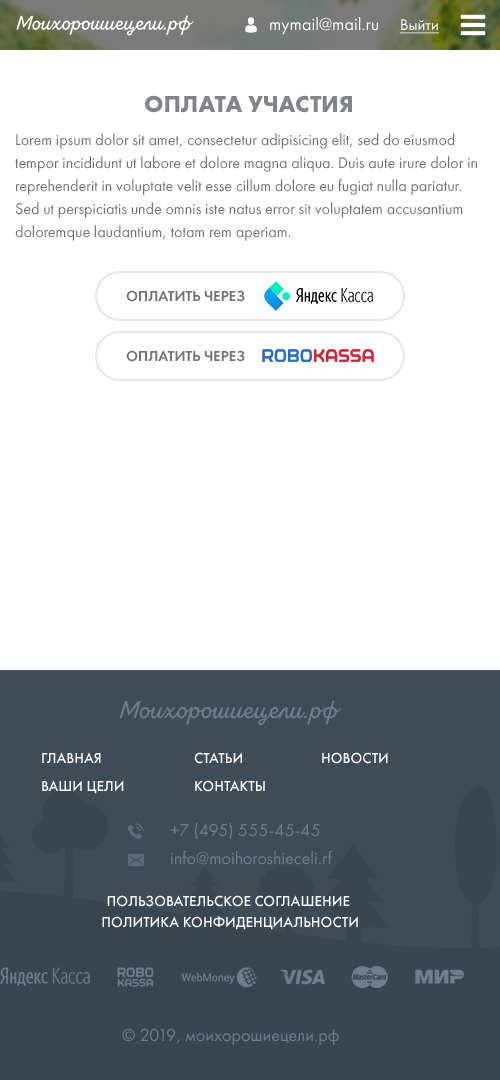 Моихорошиецели.рф mymail@mail.ru Выйти
ОПЛАТА УЧАСТИЯ
Lorem ipsum dolor sit amet, consectetur adipisicing elit, sed do eiusmod
tempor incididunt ut labore et dolore magna aliqua. Duis aute irure dolor in
reprehenderit in voluptate velit esse cillum dolore eu fugiat nulla pariatur.
Sed ut perspiciatis unde omnis iste natus error sit voluptatem accusantium
doloremque laudantium, totam rem aperiam.
ОПЛАТИТЬ ЧЕРЕЗ Яндекс Касса
ОПЛАТИТЬ ЧЕРЕЗ ROBOKASSA
Моихорошиецели.рф
ГЛАВНАЯ СТАТЬИ НОВОСТИ
ВАШИ ЦЕЛИ КОНТАКТЫ
+7 (495) 555-45-45
info@moihoroshieceli.rf
ПОЛЬЗОВАТЕЛЬСКОЕ СОГЛАШЕНИЕ
ПОЛИТИКА КОНФИДЕНЦИАЛЬНОСТИ
Яндекс Касса ROBO KASSA WebMoney VISA MasterCard МИР
© 2019, моихорошиецели.рф